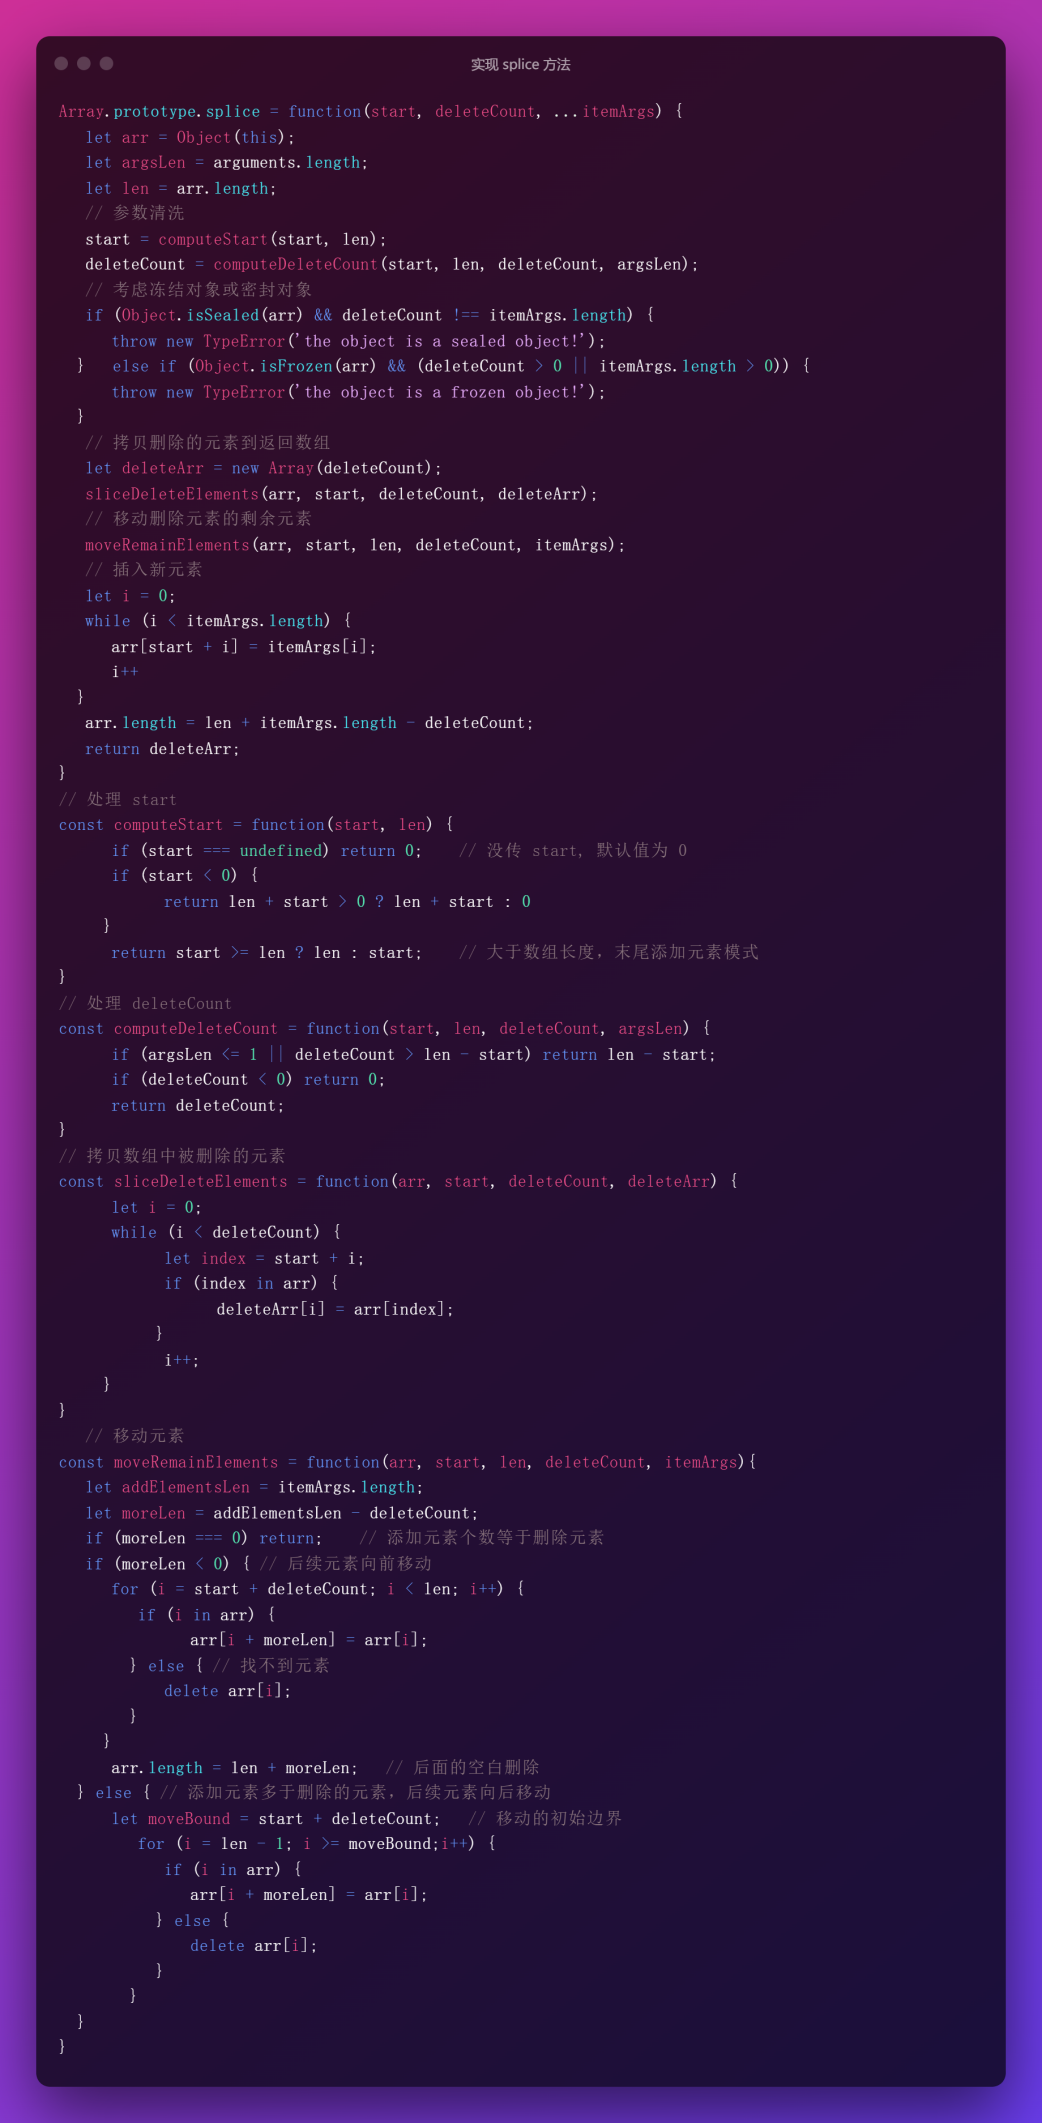 实现 splice 方法
Array.prototype.splice = function(start, deleteCount, ...itemArgs) {
   let arr = Object(this);
   let argsLen = arguments.length;
   let len = arr.length;
   // 参数清洗
   start = computeStart(start, len);
   deleteCount = computeDeleteCount(start, len, deleteCount, argsLen);
   // 考虑冻结对象或密封对象
   if (Object.isSealed(arr) && deleteCount !== itemArgs.length) {
      throw new TypeError('the object is a sealed object!');
  }   else if (Object.isFrozen(arr) && (deleteCount > 0 || itemArgs.length > 0)) {
      throw new TypeError('the object is a frozen object!');
  }
   // 拷贝删除的元素到返回数组
   let deleteArr = new Array(deleteCount);
   sliceDeleteElements(arr, start, deleteCount, deleteArr);
   // 移动删除元素的剩余元素
   moveRemainElements(arr, start, len, deleteCount, itemArgs);
   // 插入新元素
   let i = 0;
   while (i < itemArgs.length) {
      arr[start + i] = itemArgs[i];
      i++
  }
   arr.length = len + itemArgs.length - deleteCount;
   return deleteArr;
}
// 处理 start
const computeStart = function(start, len) {
      if (start === undefined) return 0;    // 没传 start, 默认值为 0
      if (start < 0) {
            return len + start > 0 ? len + start : 0
     }
      return start >= len ? len : start;    // 大于数组长度，末尾添加元素模式
}
// 处理 deleteCount
const computeDeleteCount = function(start, len, deleteCount, argsLen) {
      if (argsLen <= 1 || deleteCount > len - start) return len - start;
      if (deleteCount < 0) return 0;
      return deleteCount;
}
// 拷贝数组中被删除的元素
const sliceDeleteElements = function(arr, start, deleteCount, deleteArr) {
      let i = 0;
      while (i < deleteCount) {
            let index = start + i;
            if (index in arr) {
                  deleteArr[i] = arr[index];
           }
            i++;
     }
}
   // 移动元素
const moveRemainElements = function(arr, start, len, deleteCount, itemArgs){
   let addElementsLen = itemArgs.length;
   let moreLen = addElementsLen - deleteCount;
   if (moreLen === 0) return;    // 添加元素个数等于删除元素
   if (moreLen < 0) { // 后续元素向前移动
      for (i = start + deleteCount; i < len; i++) {
         if (i in arr) {
               arr[i + moreLen] = arr[i];
        } else { // 找不到元素
            delete arr[i];
        }
     }
      arr.length = len + moreLen;   // 后面的空白删除
  } else { // 添加元素多于删除的元素，后续元素向后移动
      let moveBound = start + deleteCount;   // 移动的初始边界
         for (i = len - 1; i >= moveBound;i++) {
            if (i in arr) {
               arr[i + moreLen] = arr[i];
           } else {
               delete arr[i];
           }
        }
  }
}